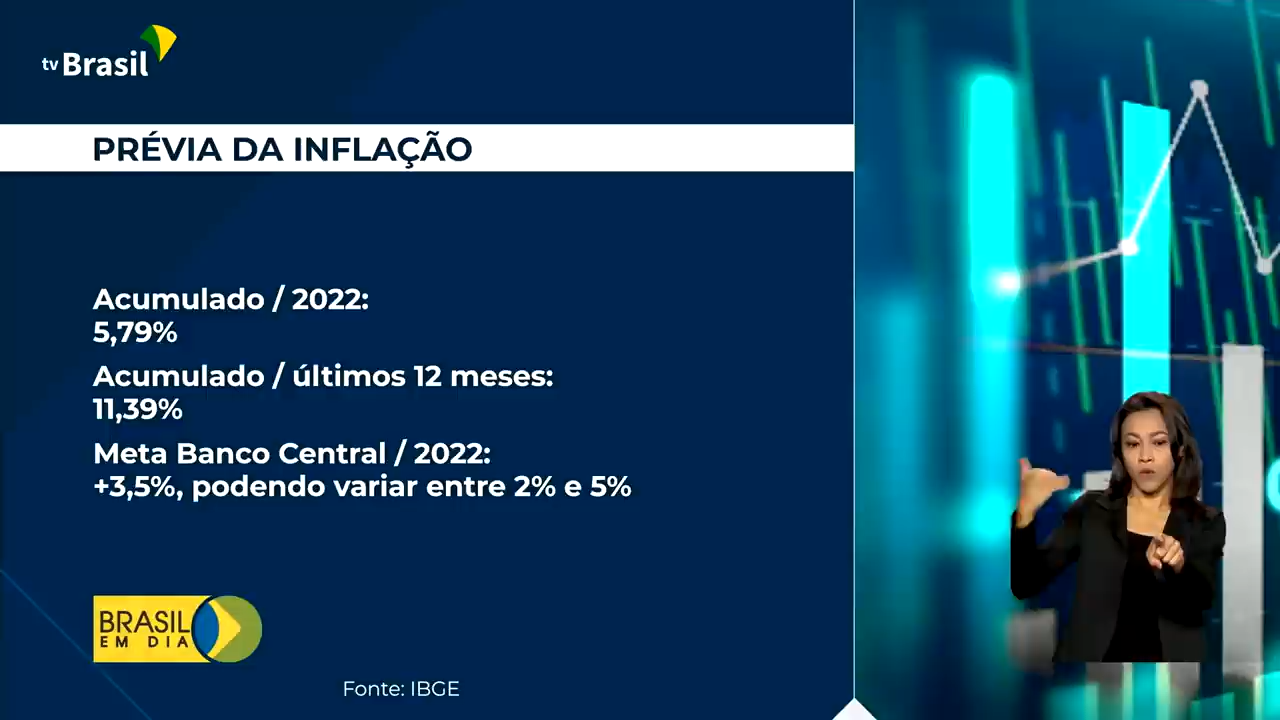 tv Brasil
PRÉVIA DA INFLAÇÃO
Acumulado / 2022:
5,79%
Acumulado / últimos 12 meses:
11,39%
Meta Banco Central / 2022:
+3,5%, podendo variar entre 2% e 5%
BRASIL
EM DIA
Fonte: IBGE